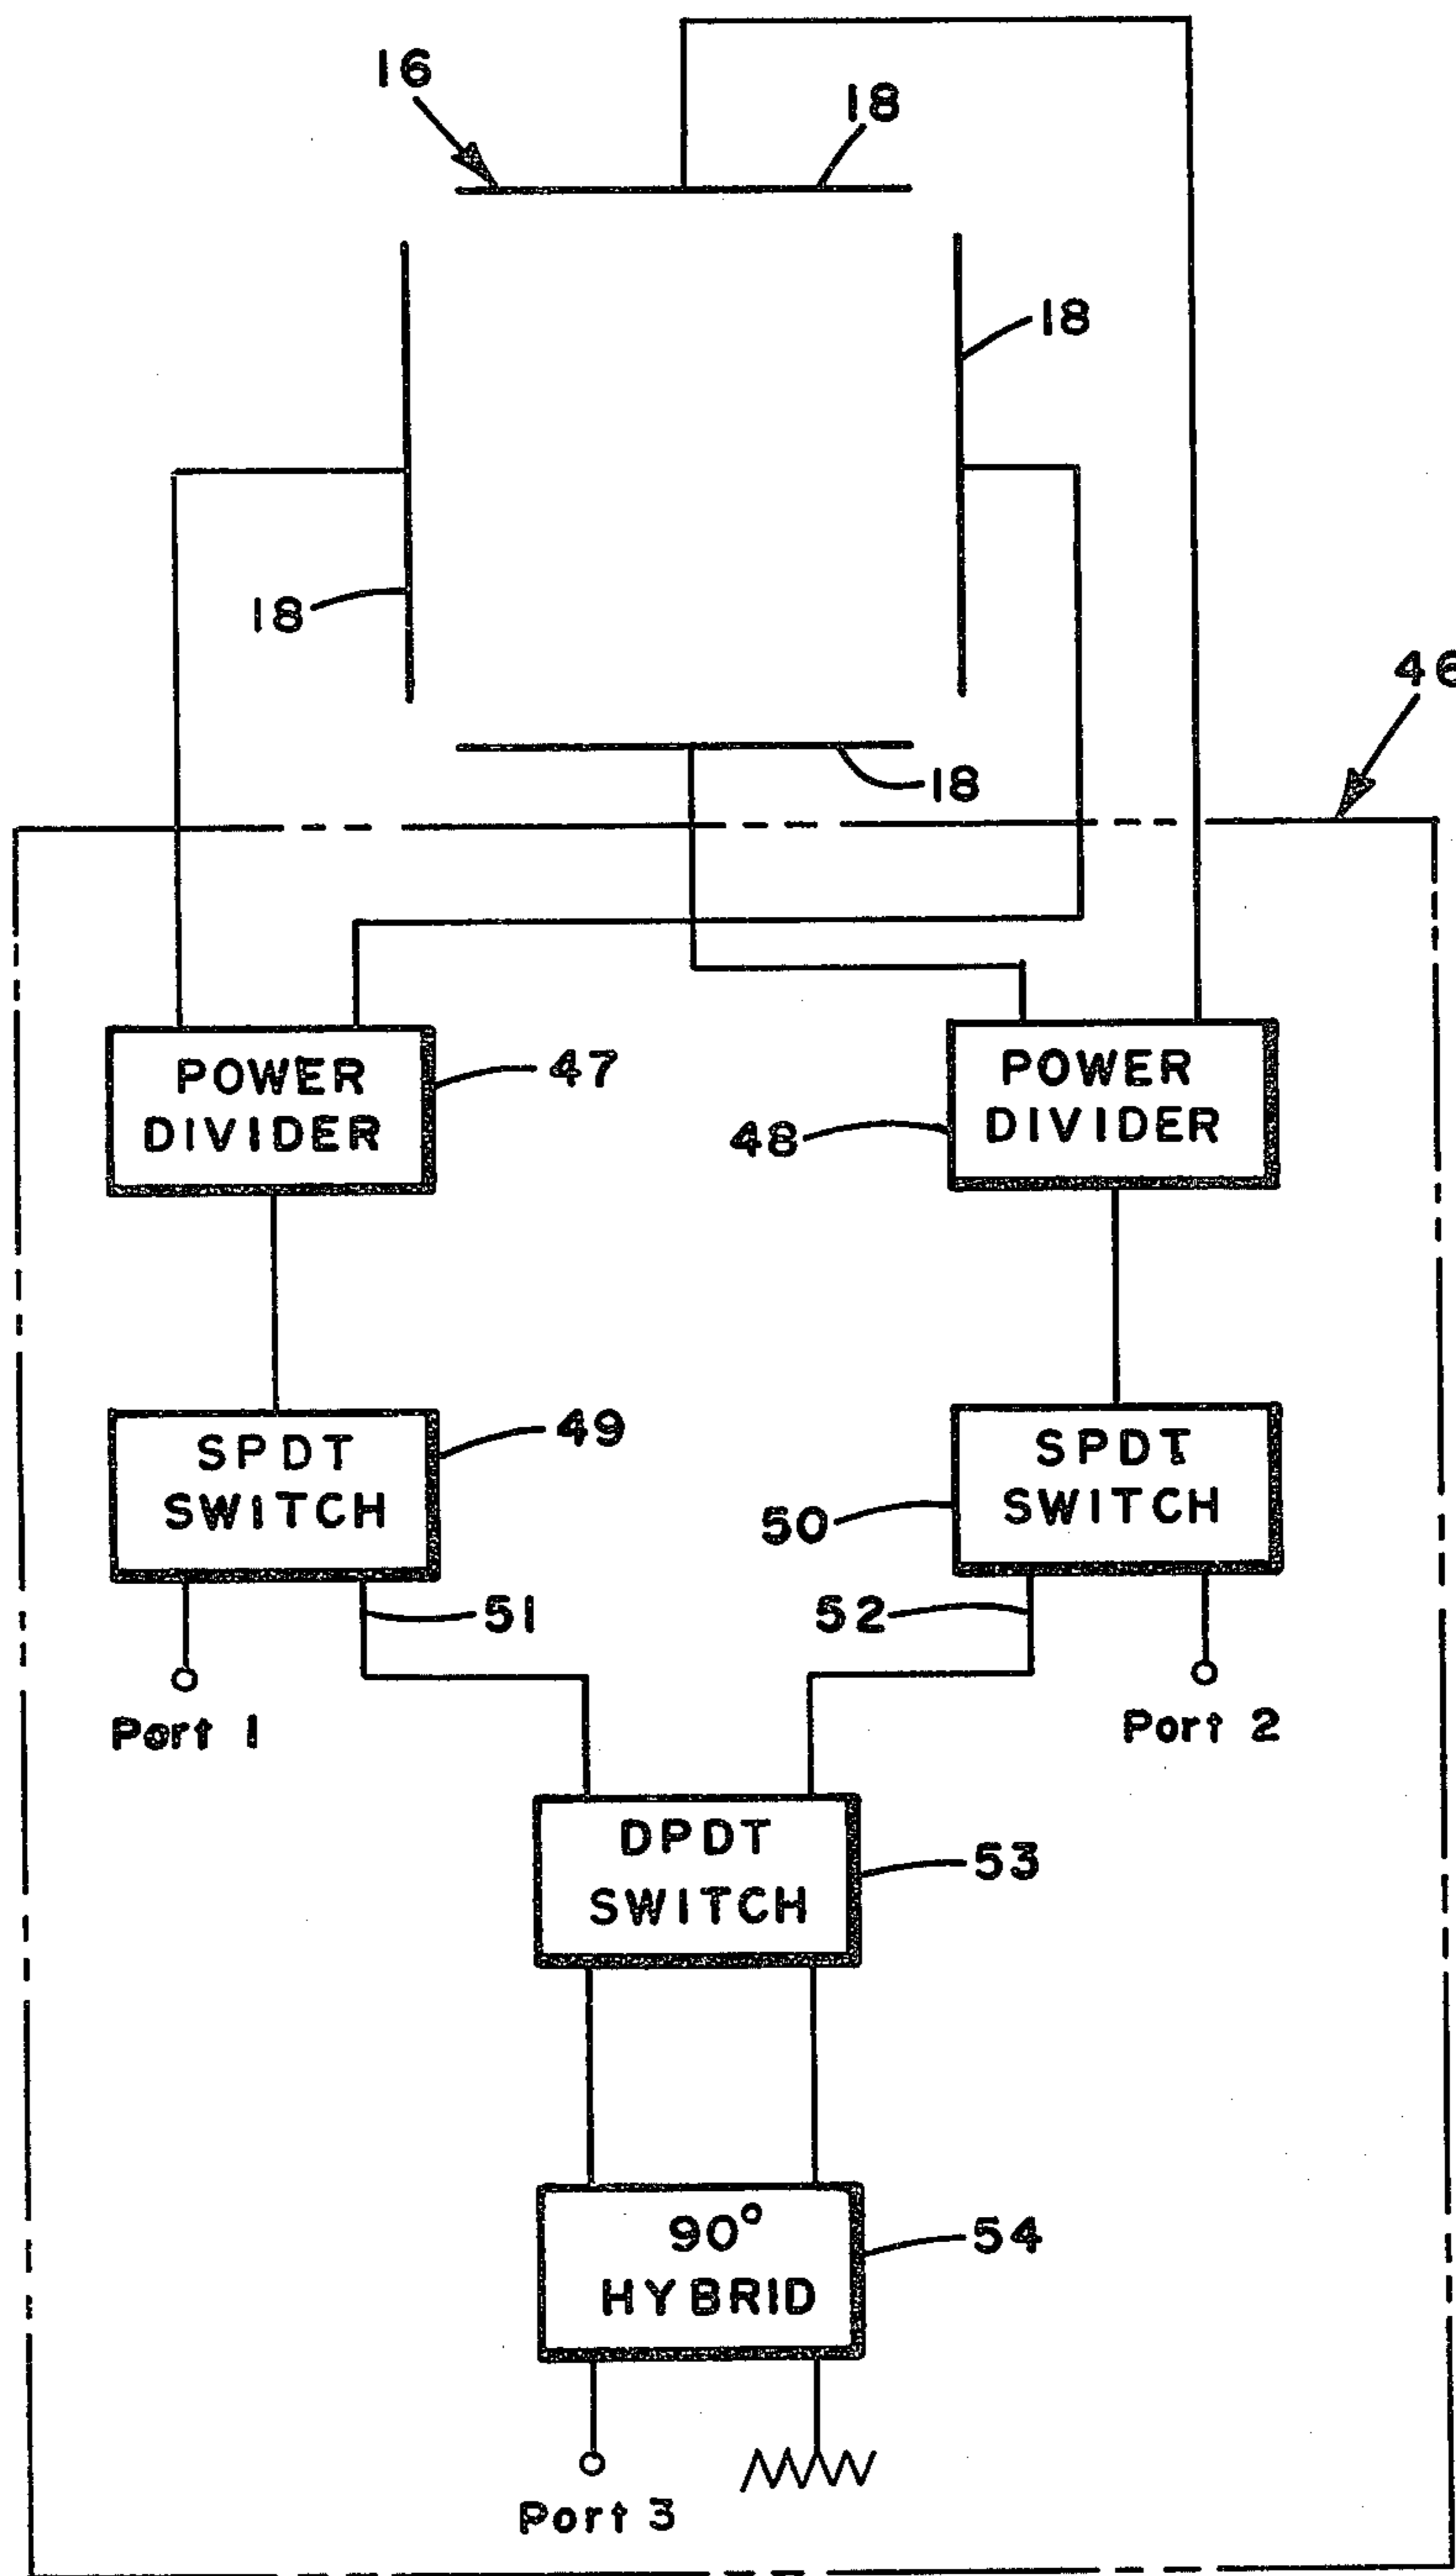 16
18
18
18
18
46
POWER
DIVIDER
47
48
POWER
DIVIDER
SPDT
SWITCH
49
50
SPDT
SWITCH
51
52
Port 1
Port 2
DPDT
SWITCH
53
90°
HYBRID
54
Port 3